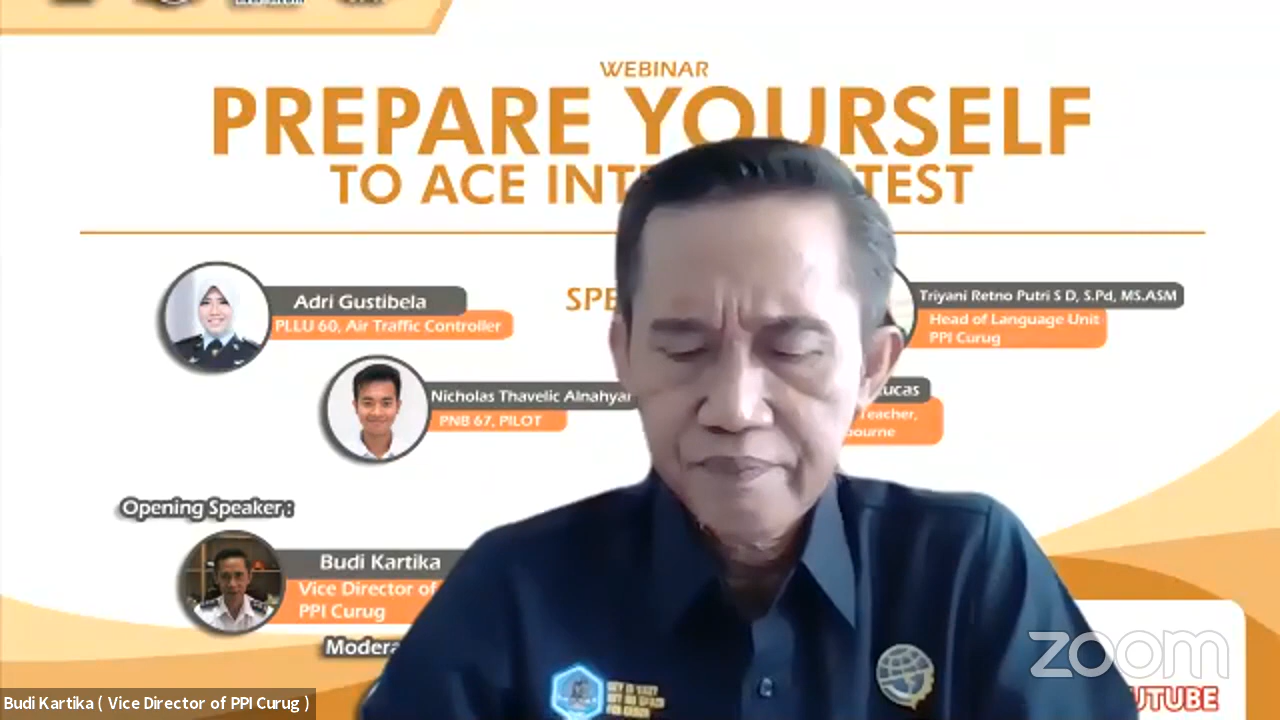 WEBINAR
PREPARE YOURSELF
TO ACE INT TEST
SPE
Adri Gustibela
PLLU 60, Air Traffic Controller
Triyani Retno Putri S D, S.Pd, MS.ASM
Head of Language Unit
PPI Curug
Nicholas Thavelic Alnahyan
PNB 67, PILOT
ucas
Teacher,
bourne
Opening Speaker :
Budi Kartika
Vice Director of
PPI Curug
Modera
zoom
UTUBE
Budi Kartika ( Vice Director of PPI Curug )